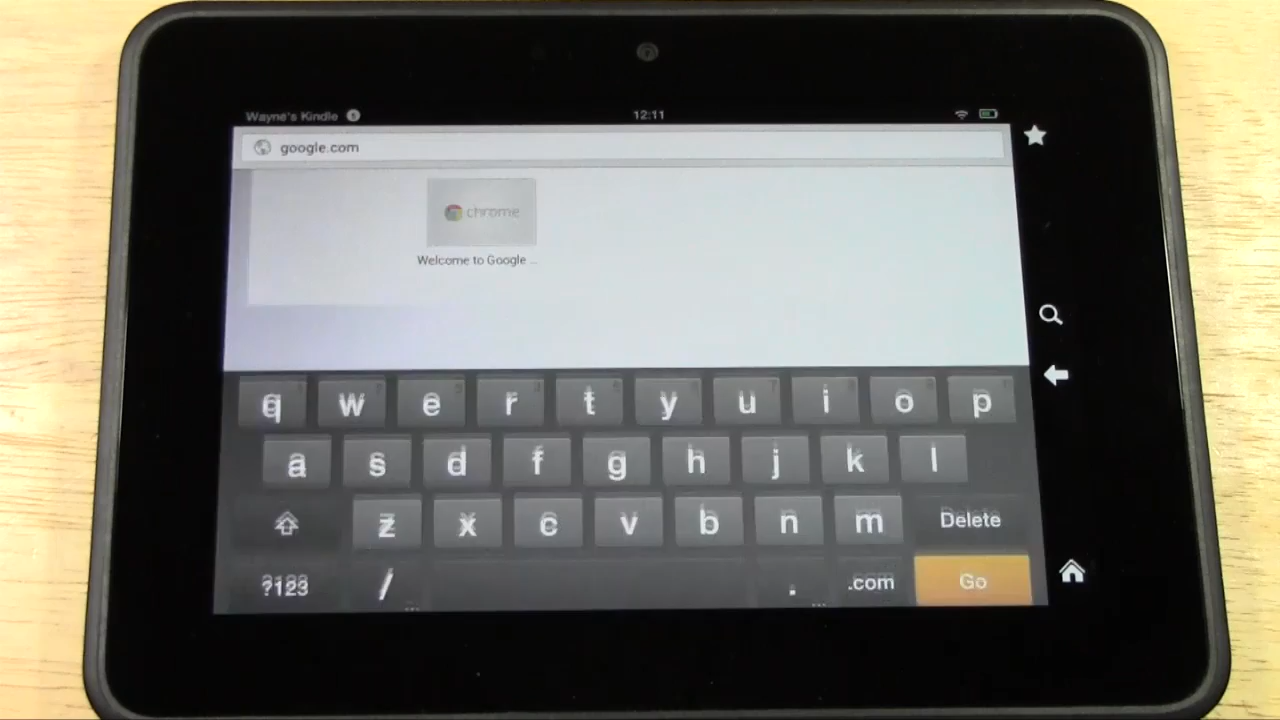 Wayne's Kindle 12:11
google.com
chrome
Welcome to Google ...
q w e r t y u i o p
a s d f g h j k l
z x c v b n m Delete
?123 / . .com Go